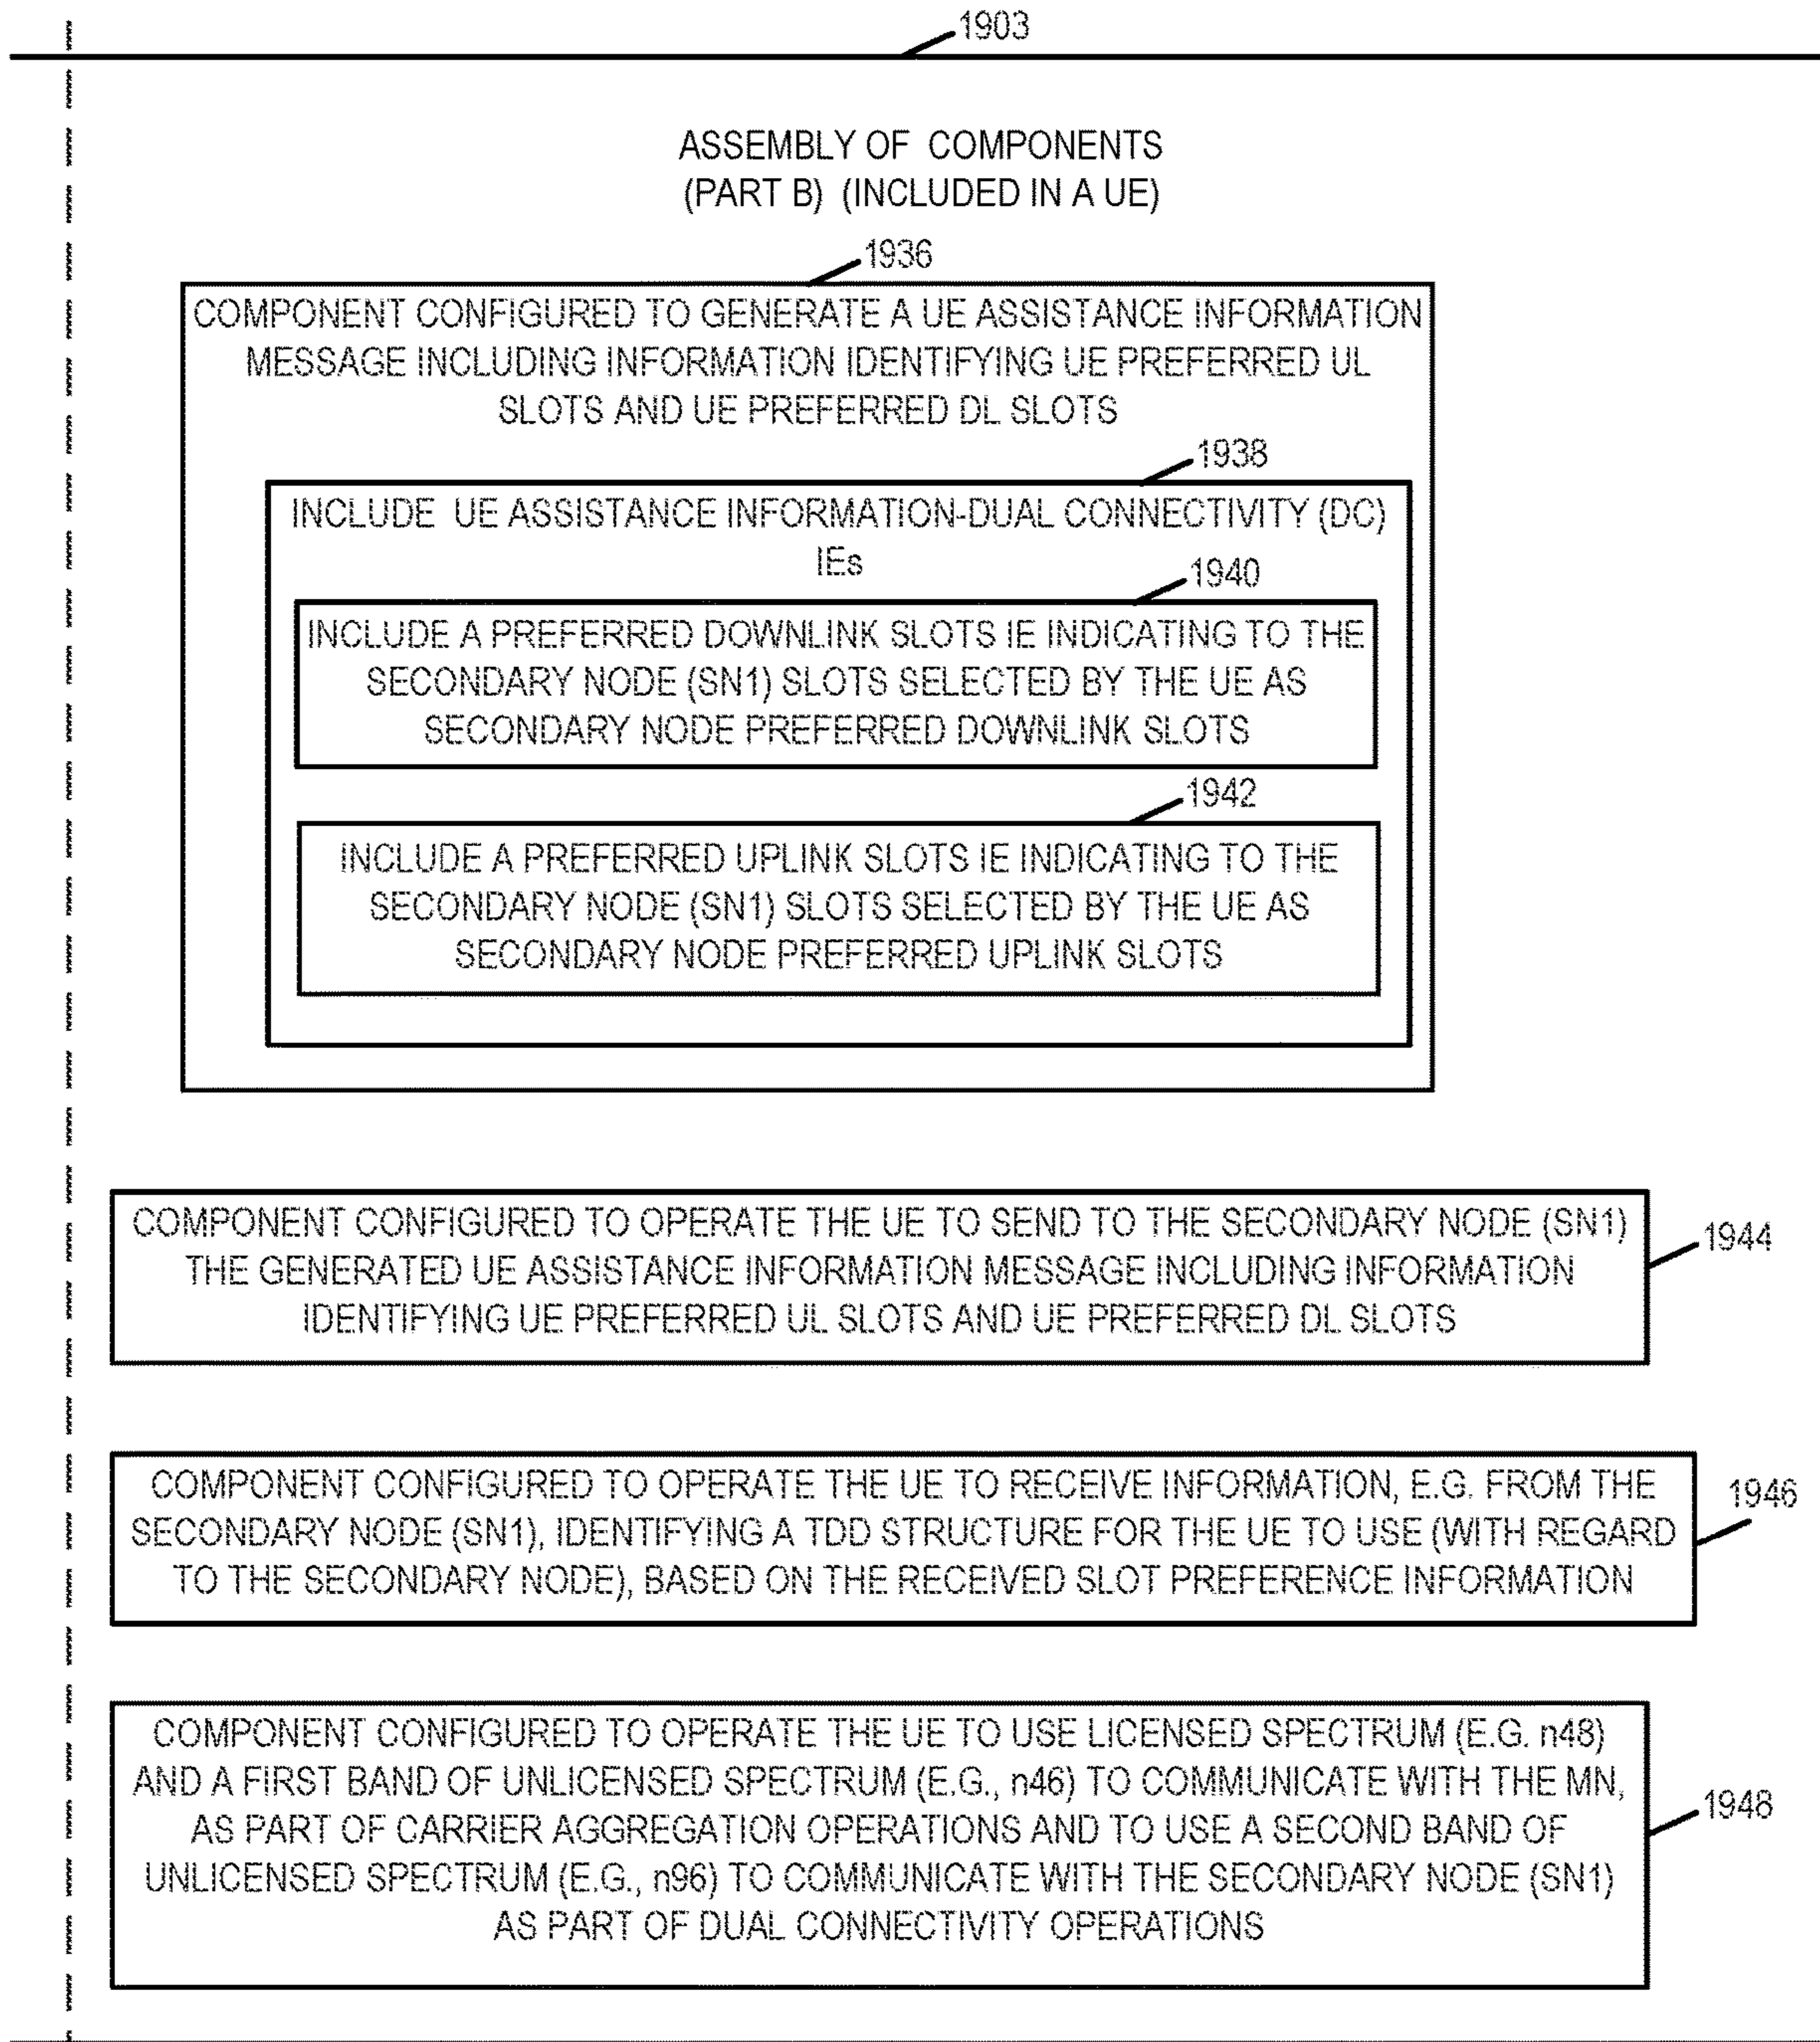 1903
ASSEMBLY OF COMPONENTS
(PART B) (INCLUDED IN A UE)
1936
COMPONENT CONFIGURED TO GENERATE A UE ASSISTANCE INFORMATION
MESSAGE INCLUDING INFORMATION IDENTIFYING UE PREFERRED UL
SLOTS AND UE PREFERRED DL SLOTS
1938
INCLUDE UE ASSISTANCE INFORMATION-DUAL CONNECTIVITY (DC)
IEs
1940
INCLUDE A PREFERRED DOWNLINK SLOTS IE INDICATING TO THE
SECONDARY NODE (SN1) SLOTS SELECTED BY THE UE AS
SECONDARY NODE PREFERRED DOWNLINK SLOTS
1942
INCLUDE A PREFERRED UPLINK SLOTS IE INDICATING TO THE
SECONDARY NODE (SN1) SLOTS SELECTED BY THE UE AS
SECONDARY NODE PREFERRED UPLINK SLOTS
COMPONENT CONFIGURED TO OPERATE THE UE TO SEND TO THE SECONDARY NODE (SN1)
THE GENERATED UE ASSISTANCE INFORMATION MESSAGE INCLUDING INFORMATION
IDENTIFYING UE PREFERRED UL SLOTS AND UE PREFERRED DL SLOTS
1944
COMPONENT CONFIGURED TO OPERATE THE UE TO RECEIVE INFORMATION, E.G. FROM THE
SECONDARY NODE (SN1), IDENTIFYING A TDD STRUCTURE FOR THE UE TO USE (WITH REGARD
TO THE SECONDARY NODE), BASED ON THE RECEIVED SLOT PREFERENCE INFORMATION
1946
COMPONENT CONFIGURED TO OPERATE THE UE TO USE LICENSED SPECTRUM (E.G. n48)
AND A FIRST BAND OF UNLICENSED SPECTRUM (E.G., n46) TO COMMUNICATE WITH THE MN,
AS PART OF CARRIER AGGREGATION OPERATIONS AND TO USE A SECOND BAND OF
UNLICENSED SPECTRUM (E.G., n96) TO COMMUNICATE WITH THE SECONDARY NODE (SN1)
AS PART OF DUAL CONNECTIVITY OPERATIONS
1948